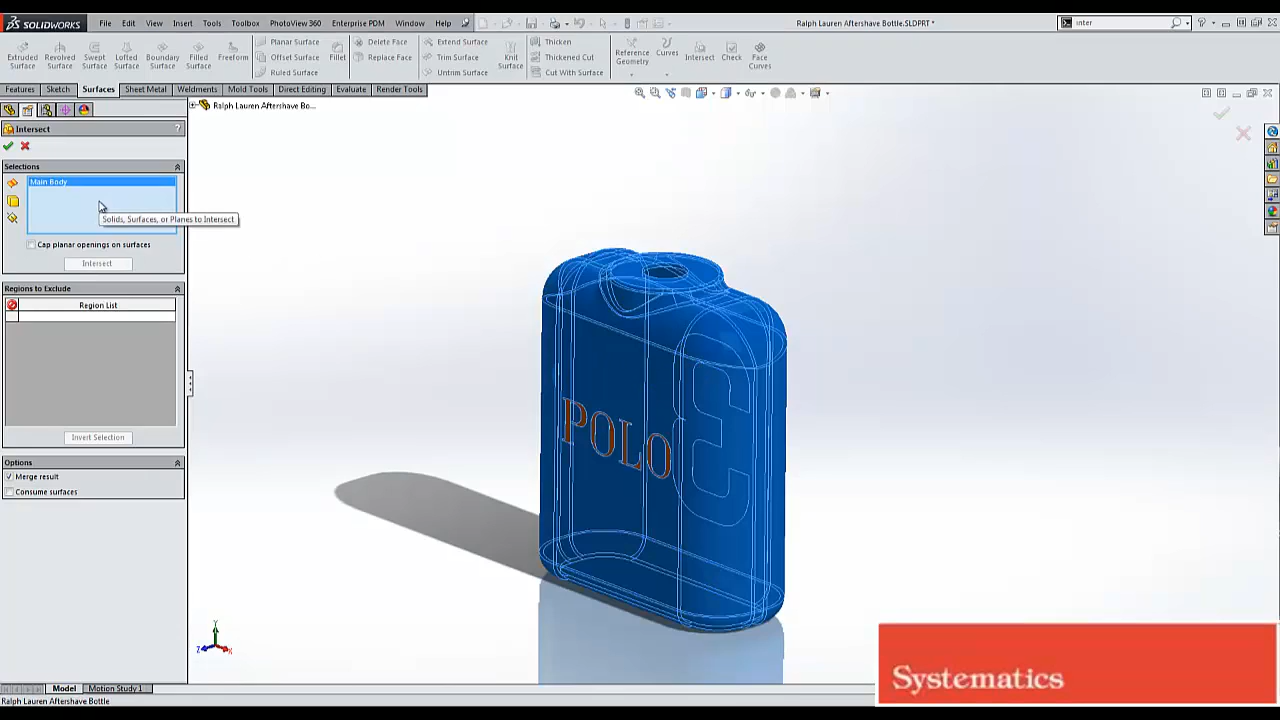 SOLIDWORKS File Edit View Insert Tools Toolbox PhotoView 360 Enterprise PDM Window Help Ralph Lauren Aftershave Bottle.SLDPRT * inter
Extruded Surface Revolved Surface Swept Surface Lofted Surface Boundary Surface Filled Surface Freeform
Planar Surface
Offset Surface
Ruled Surface
Fillet
Delete Face
Replace Face
Extend Surface
Trim Surface
Untrim Surface
Knit Surface
Thicken
Thickened Cut
Cut With Surface
Reference Geometry Curves Intersect Check Face Curves
Features Sketch Surfaces Sheet Metal Weldments Mold Tools Direct Editing Evaluate Render Tools
Ralph Lauren Aftershave Bo...
Intersect ?
Selections
Main Body
Solids, Surfaces, or Planes to Intersect
Cap planar openings on surfaces
Intersect
Regions to Exclude
Region List
Invert Selection
Options
Merge result
Consume surfaces
POLO
3
Y
Z X
Systematics
Model Motion Study 1
Ralph Lauren Aftershave Bottle